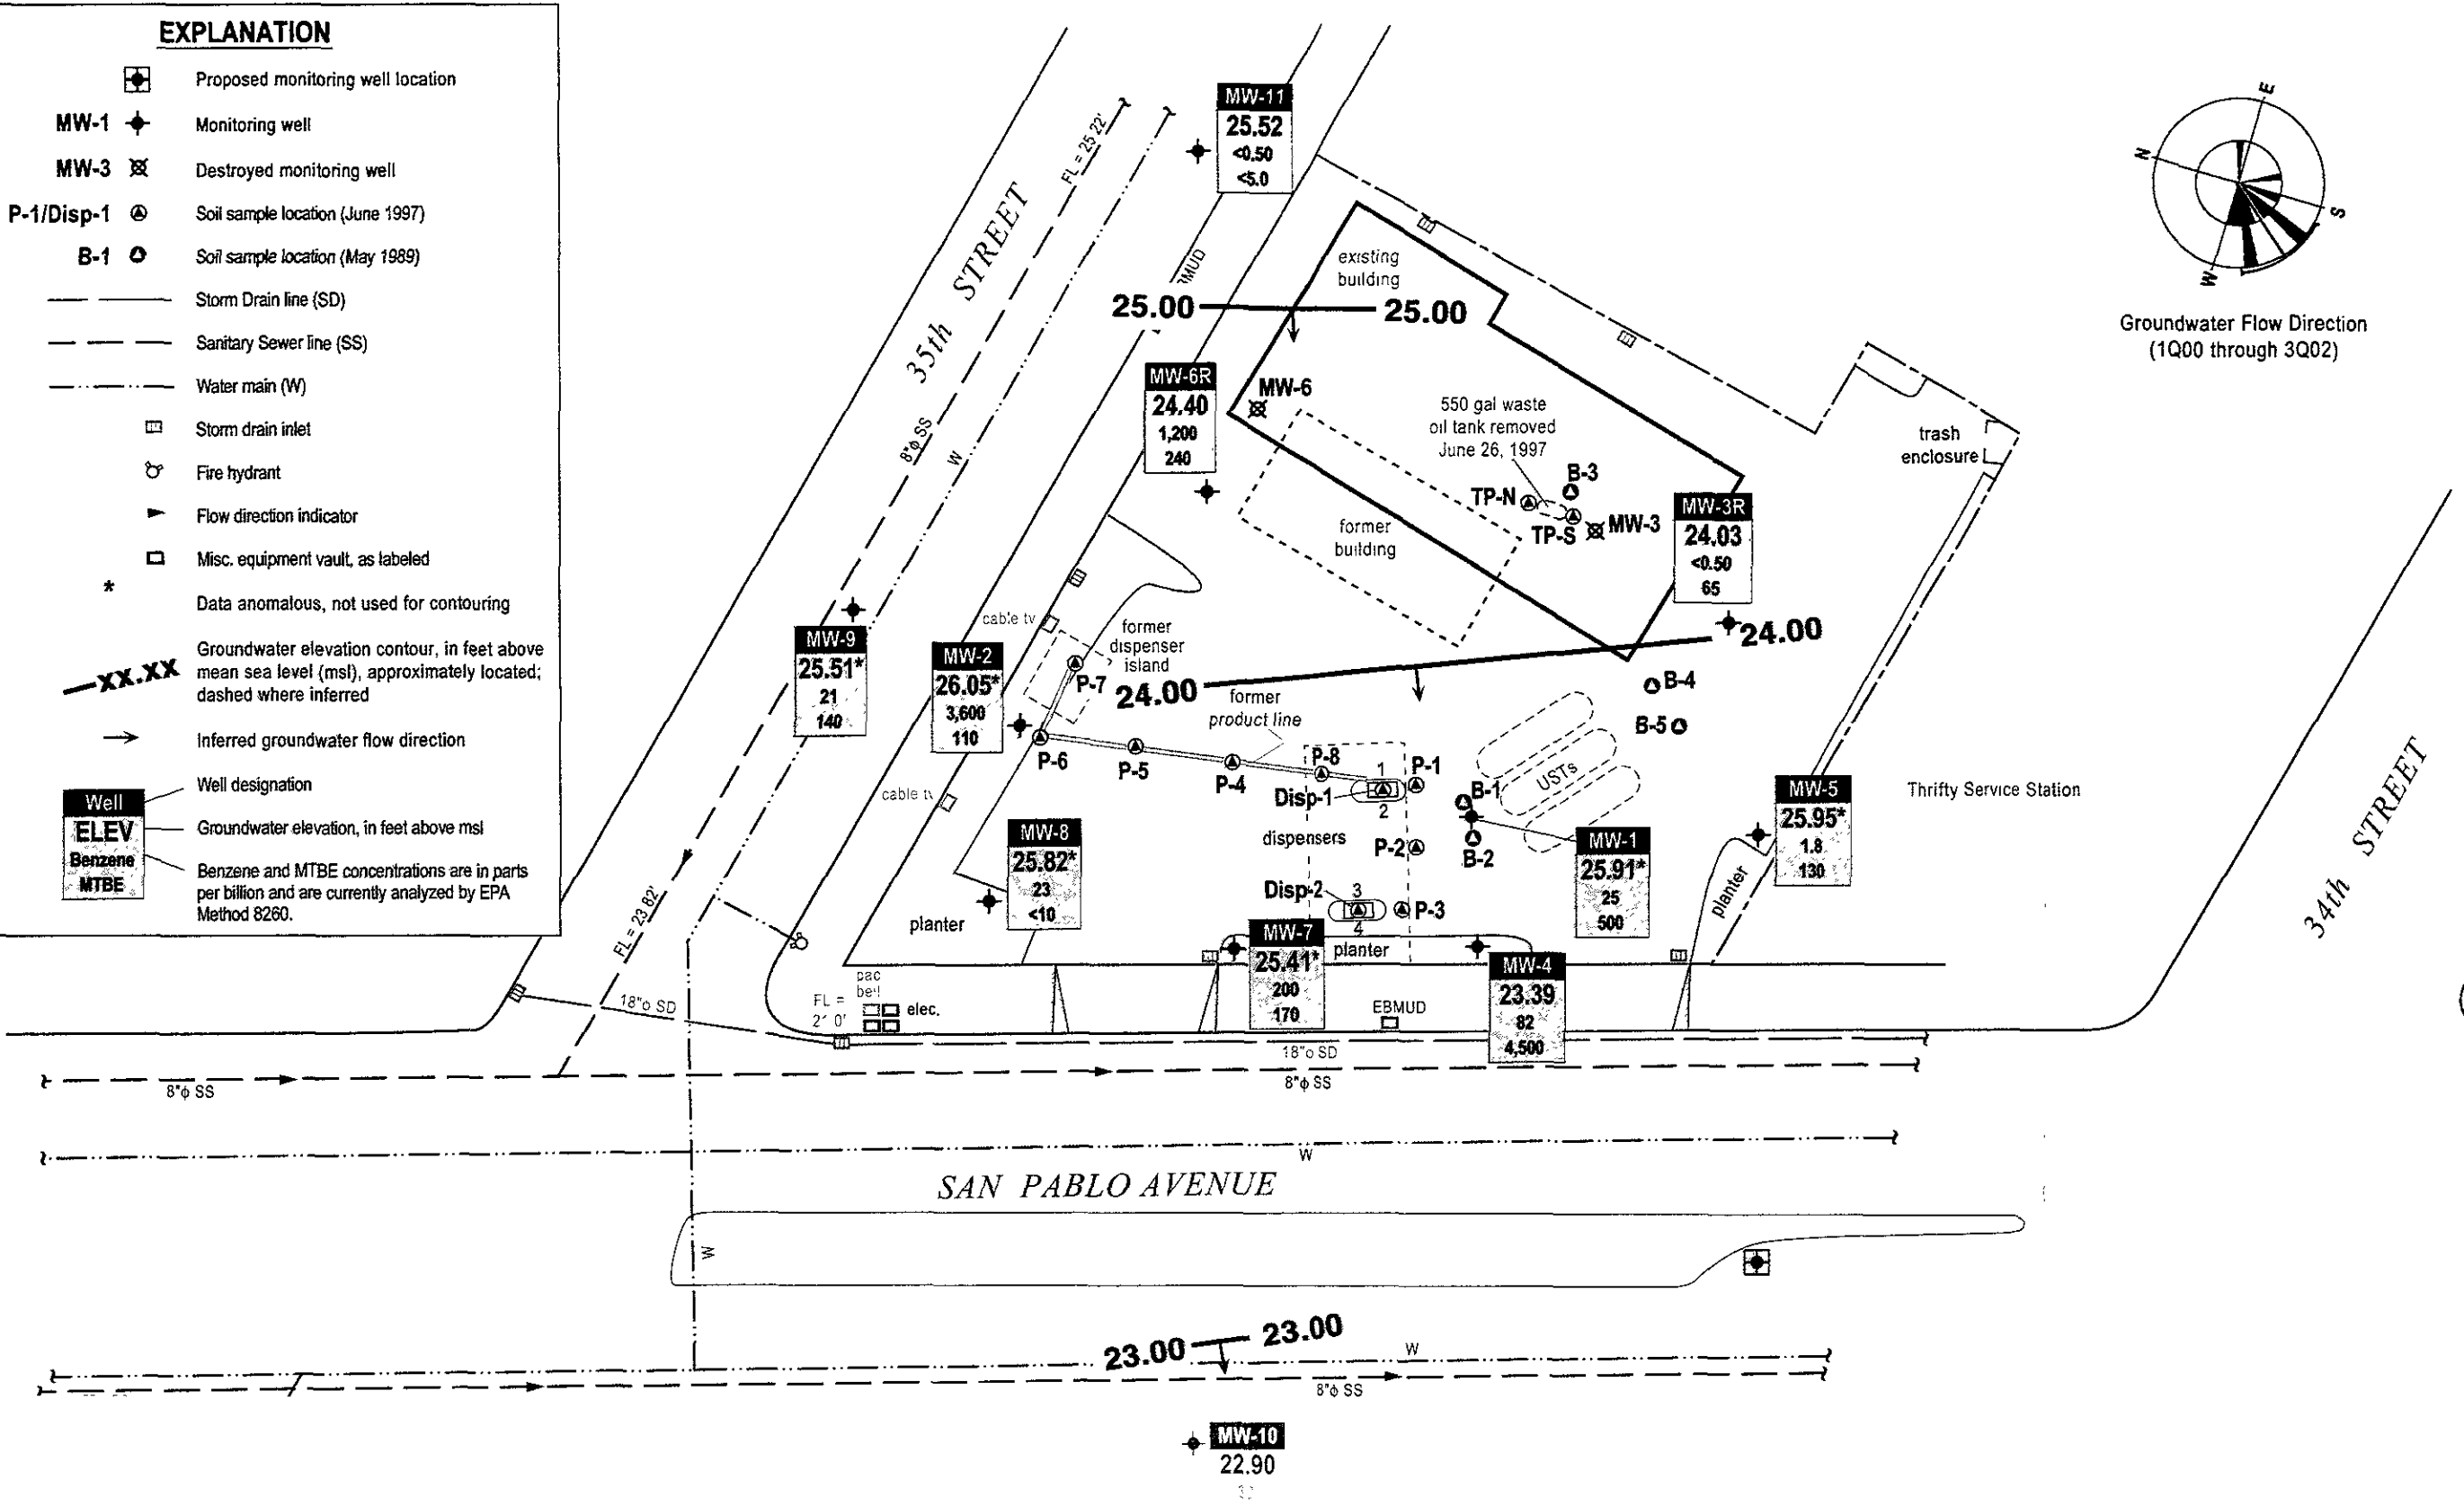 EXPLANATION
Proposed monitoring well location
MW-1 Monitoring well
MW-3 Destroyed monitoring well
P-1/Disp-1 Soil sample location (June 1997)
B-1 Soil sample location (May 1989)
Storm Drain line (SD)
Sanitary Sewer line (SS)
Water main (W)
Storm drain inlet
Fire hydrant
Flow direction indicator
Misc. equipment vault, as labeled
* Data anomalous, not used for contouring
xx.xx
Groundwater elevation contour, in feet above
mean sea level (msl), approximately located;
dashed where inferred
Inferred groundwater flow direction
Well
ELEV
Benzene
MTBE
Well designation
Groundwater elevation, in feet above msl
Benzene and MTBE concentrations are in parts
per billion and are currently analyzed by EPA
Method 8260.
N
E
S
W
Groundwater Flow Direction
(1Q00 through 3Q02)
35th STREET
FL = 25 22'
8"φ SS
W
MW-11
25.52
<0.50
<5.0
existing
building
25.00
25.00
MW-6R
24.40
1,200
240
MW-6
550 gal waste
oil tank removed
June 26, 1997
B-3
TP-N
TP-S
MW-3
former
building
MW-3R
24.03
<0.50
65
trash
enclosure
24.00
24.00
MW-9
25.51*
21
140
MW-2
26.05*
3,600
110
cable tv
former
dispenser
island
P-7
former
product line
P-6
P-5
P-4
P-8
P-1
Disp-1
1
2
B-1
B-2
B-4
B-5
USTs
dispensers
P-2
Disp-2
3
4
P-3
MW-8
25.82*
23
<10
planter
MW-7
25.41*
200
170
planter
MW-4
23.39
82
4,500
MW-1
25.91*
25
500
MW-5
25.95*
1.8
130
planter
Thrifty Service Station
34th STREET
FL = 23 82'
18"o SD
elec.
EBMUD
18"o SD
8"φ SS
8"φ SS
W
SAN PABLO AVENUE
W
23.00
23.00
W
8"φ SS
MW-10
22.90